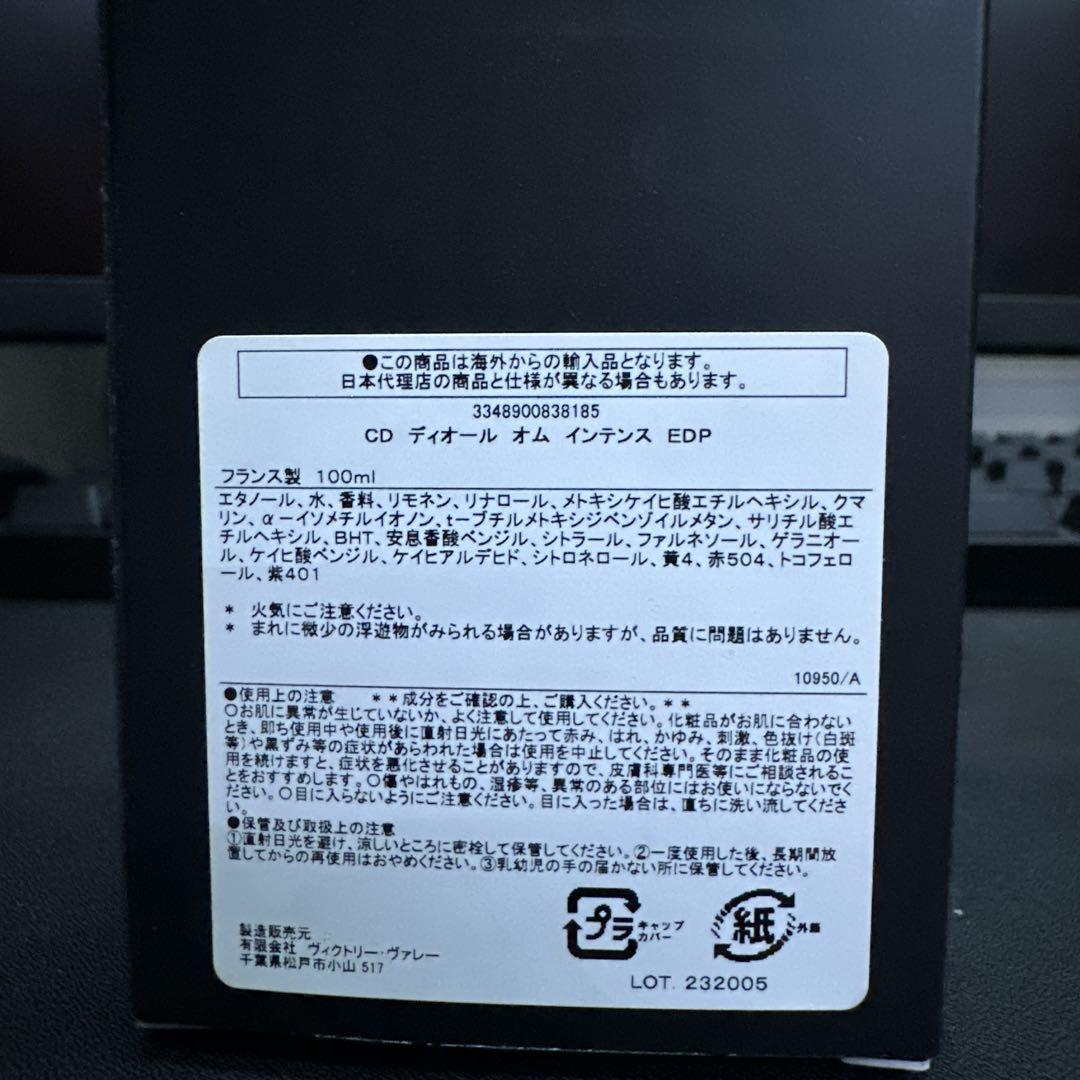 ●この商品は海外からの輸入品となります。
日本代理店の商品と仕様が異なる場合もあります。
3348900838185
CD ディオール オム インテンス EDP
フランス製 100ml
エタノール、水、香料、リモネン、リナロール、メトキシケイヒ酸エチルヘキシル、クマ
リン、α－イソメチルイオノン、t－ブチルメトキシジベンゾイルメタン、サリチル酸エ
チルヘキシル、BHT、安息香酸ベンジル、シトラール、ファルネソール、ゲラニオー
ル、ケイヒ酸ベンジル、ケイヒアルデヒド、シトロネロール、黄4、赤504、トコフェロ
ール、紫401
* 火気にご注意ください。
* まれに微少の浮遊物がみられる場合がありますが、品質に問題はありません。
10950/A
●使用上の注意 **成分をご確認の上、ご購入ください。**
○お肌に異常が生じていないか、よく注意して使用してください。化粧品がお肌に合わない
とき、即ち使用中や使用後に直射日光にあたって赤み、はれ、かゆみ、刺激、色抜け(白斑
等)や黒ずみ等の症状があらわれた場合は使用を中止してください。そのまま化粧品の使
用を続けますと、症状を悪化させることがありますので、皮膚科専門医等にご相談されるこ
とをおすすめします。○傷やはれもの、湿疹等、異常のある部位にはお使いにならないでく
ださい。○目に入らないようにご注意ください。目に入った場合は、直ちに洗い流してくださ
い。
●保管及び取扱上の注意
①直射日光を避け、涼しいところに密栓して保管してください。②一度使用した後、長期間放
置してからの再使用はおやめください。③乳幼児の手の届かない所に保管してください。
プラ キャップ
カバー
紙 外箱
製造販売元
有限会社 ヴィクトリー・ヴァレー
千葉県松戸市小山 517
LOT. 232005